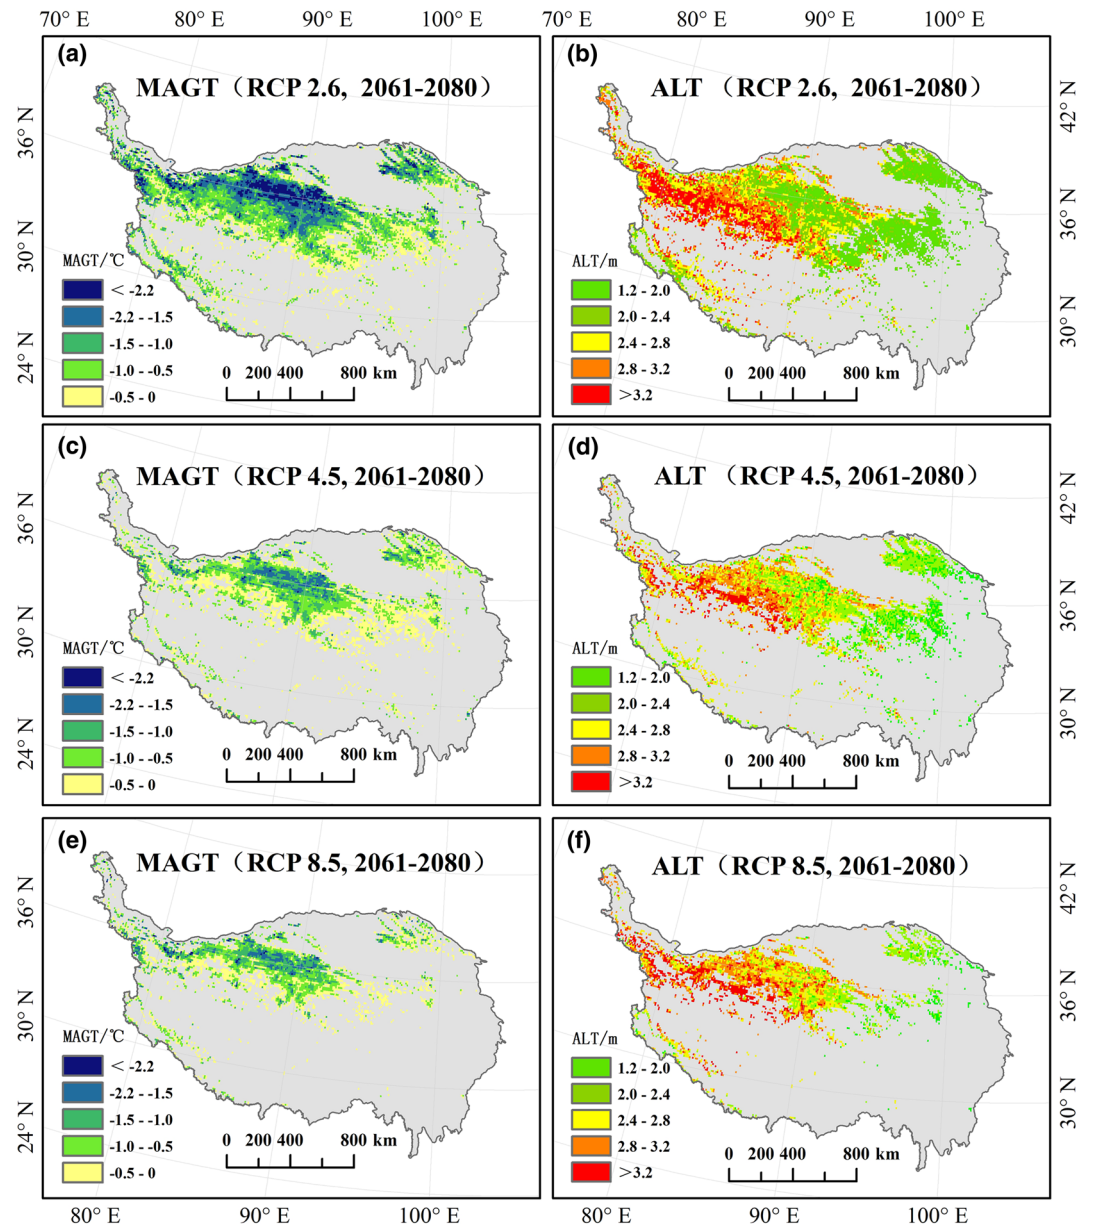 70° E 80° E 90° E 100° E 70° E 80° E 90° E 100° E
(a)
MAGT（RCP 2.6, 2061-2080）
36° N
30° N
24° N
MAGT/℃
＜ -2.2
-2.2 - -1.5
-1.5 - -1.0
-1.0 - -0.5
-0.5 - 0
0 200 400 800 km
(b)
ALT （RCP 2.6, 2061-2080）
42° N
36° N
30° N
ALT/m
1.2 - 2.0
2.0 - 2.4
2.4 - 2.8
2.8 - 3.2
＞3.2
0 200 400 800 km
(c)
MAGT（RCP 4.5, 2061-2080）
36° N
30° N
24° N
MAGT/℃
＜ -2.2
-2.2 - -1.5
-1.5 - -1.0
-1.0 - -0.5
-0.5 - 0
0 200 400 800 km
(d)
ALT （RCP 4.5, 2061-2080）
42° N
36° N
30° N
ALT/m
1.2 - 2.0
2.0 - 2.4
2.4 - 2.8
2.8 - 3.2
＞3.2
0 200 400 800 km
(e)
MAGT（RCP 8.5, 2061-2080）
36° N
30° N
24° N
MAGT/℃
＜ -2.2
-2.2 - -1.5
-1.5 - -1.0
-1.0 - -0.5
-0.5 - 0
0 200 400 800 km
(f)
ALT （RCP 8.5, 2061-2080）
42° N
36° N
30° N
ALT/m
1.2 - 2.0
2.0 - 2.4
2.4 - 2.8
2.8 - 3.2
＞3.2
0 200 400 800 km
80° E 90° E 100° E 80° E 90° E 100° E